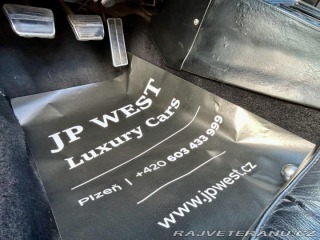 JP WEST
Luxury Cars
Plzeň | +420 603 433 999
www.jpwest.cz
RAJVETERANU.CZ